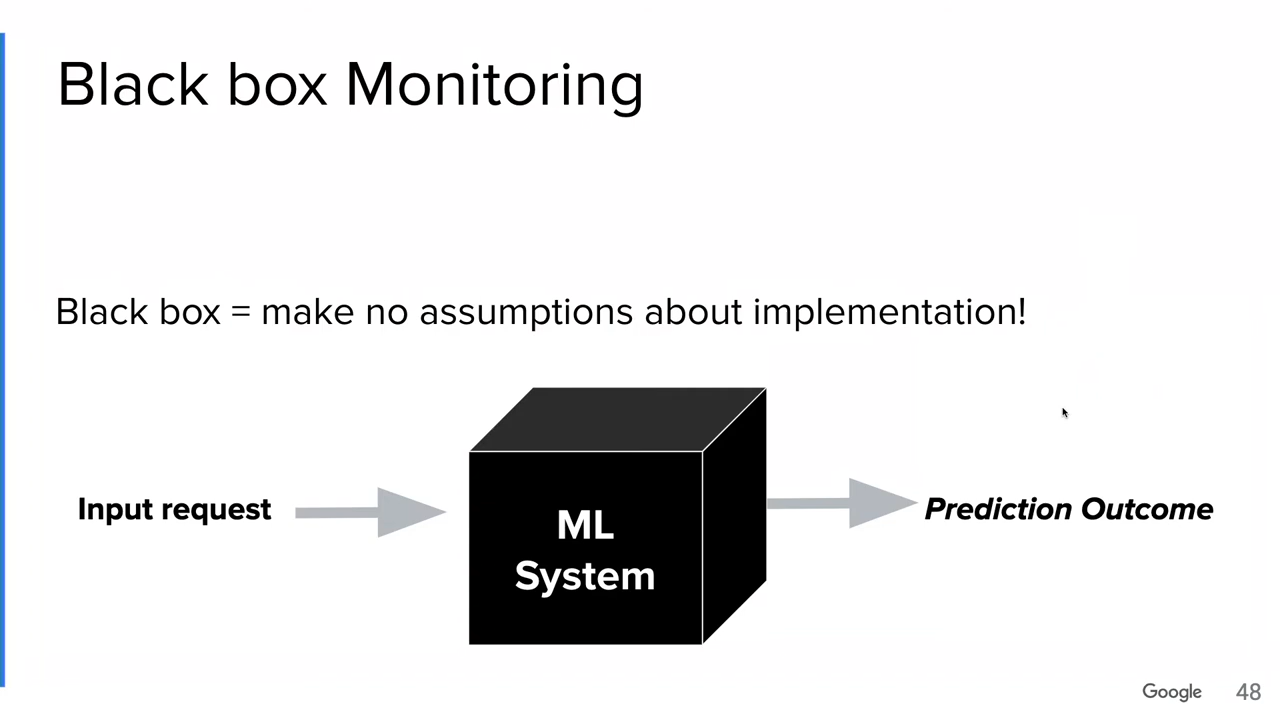 Black box Monitoring
Black box = make no assumptions about implementation!
Input request
ML
System
Prediction Outcome
Google 48